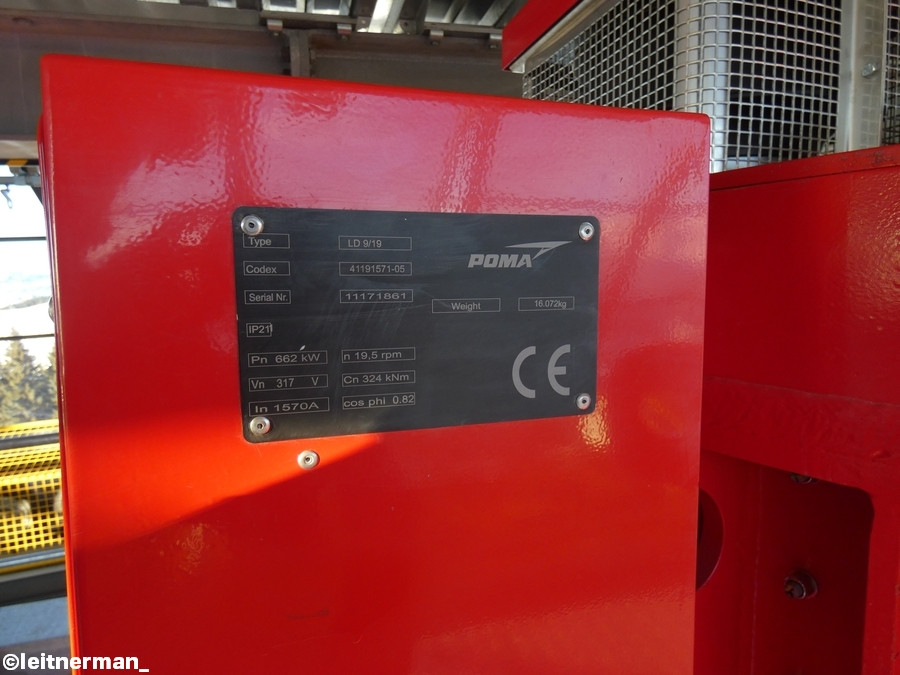 Type LD 9/19
POMA
Codex 41191571-05
Serial Nr. 11171861
Weight 16.072kg
IP21
Pn 662 kW n 19,5 rpm
Vn 317 V Cn 324 kNm
In 1570A cos phi 0.82
CE
©leitnerman_